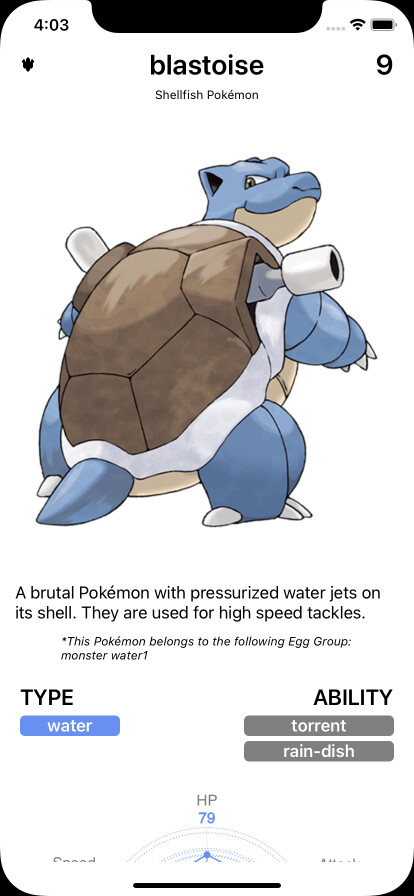 4:03
blastoise
9
Shellfish Pokémon
A brutal Pokémon with pressurized water jets on
its shell. They are used for high speed tackles.
*This Pokémon belongs to the following Egg Group:
monster water1
TYPE
ABILITY
water
torrent
rain-dish
HP
79
Speed
Attack